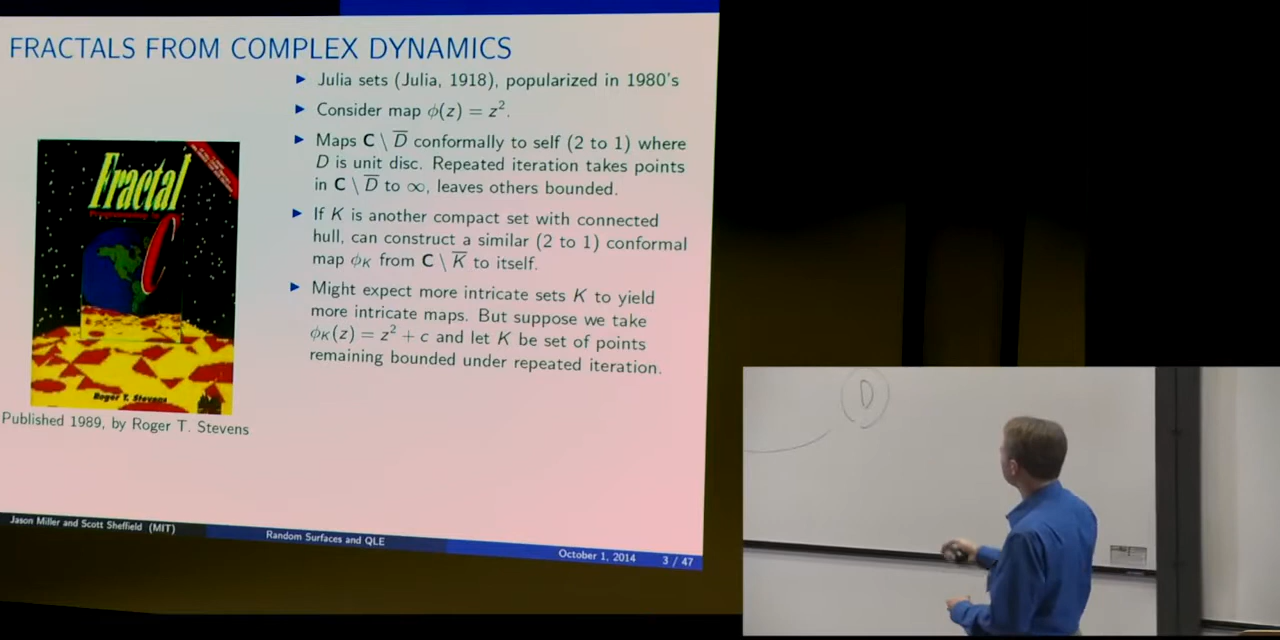 FRACTALS FROM COMPLEX DYNAMICS
Julia sets (Julia, 1918), popularized in 1980's
Consider map ϕ(z) = z².
Maps C \ D̅ conformally to self (2 to 1) where
D is unit disc. Repeated iteration takes points
in C \ D̅ to ∞, leaves others bounded.
If K is another compact set with connected
hull, can construct a similar (2 to 1) conformal
map ϕK from C \ K̅ to itself.
Might expect more intricate sets K to yield
more intricate maps. But suppose we take
ϕK(z) = z² + c and let K be set of points
remaining bounded under repeated iteration.
Fractal
Programming in
C
Roger T. Stevens
Published 1989, by Roger T. Stevens
Jason Miller and Scott Sheffield (MIT)
Random Surfaces and QLE
October 1, 2014
3 / 47
D